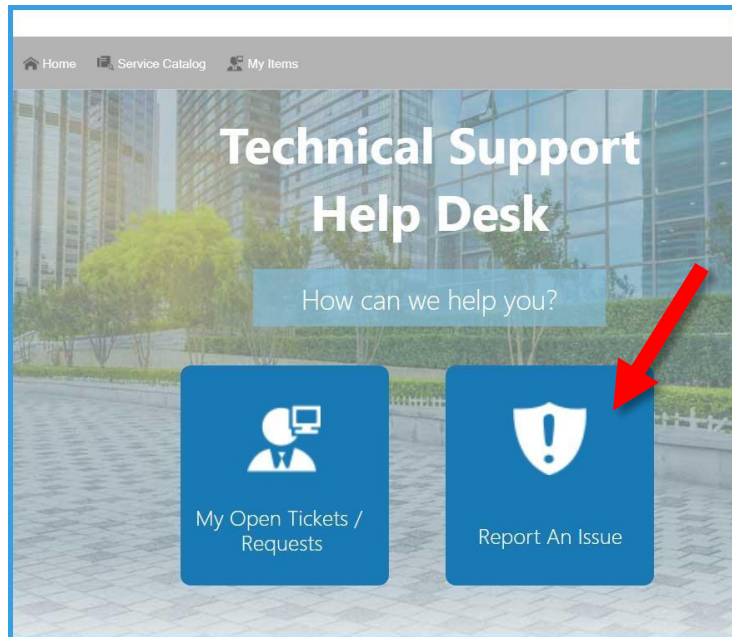 Home Service Catalog My Items
Technical Support
Help Desk
How can we help you?
My Open Tickets /
Requests
Report An Issue